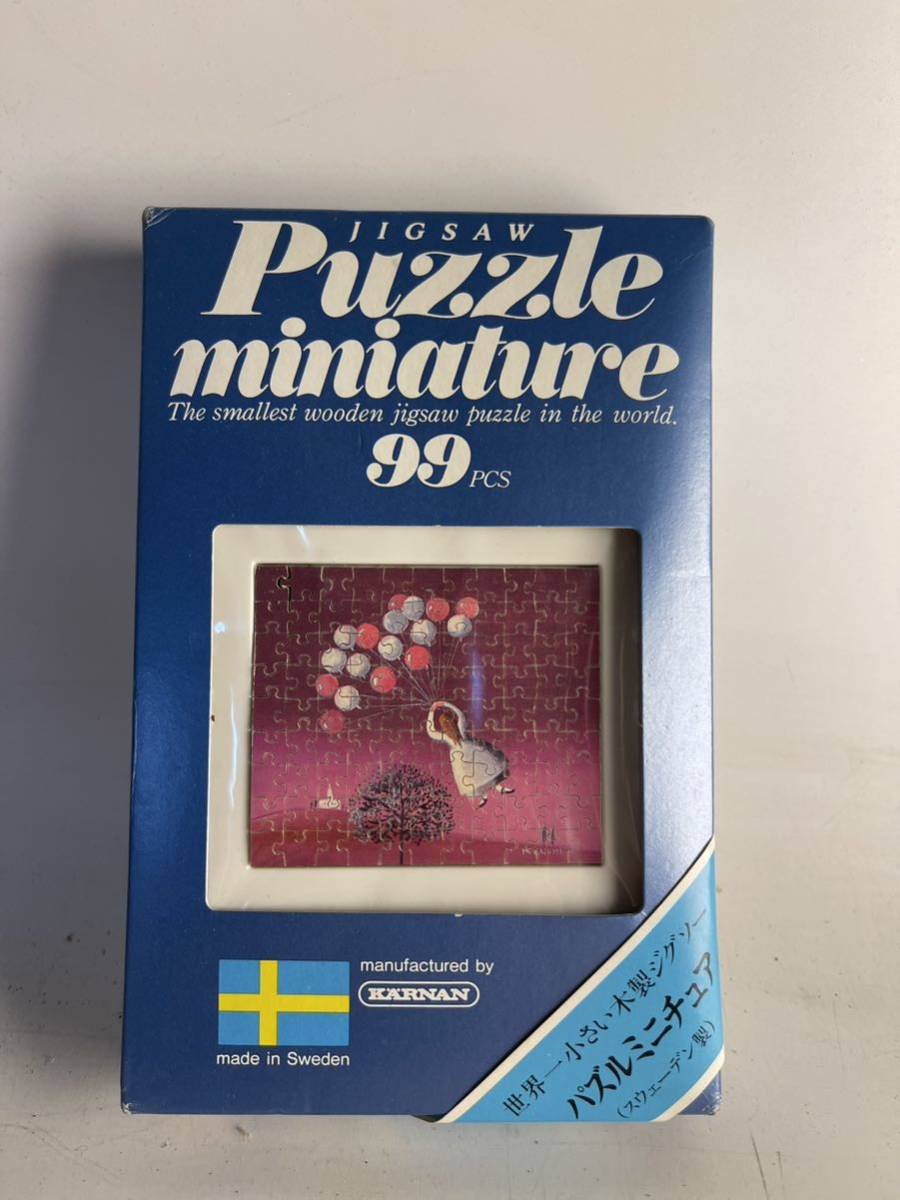 JIGSAW
Puzzle
miniature
The smallest wooden jigsaw puzzle in the world.
99 PCS
manufactured by
KÄRNAN
made in Sweden
世界一小さい木製ジグソー
パズルミニチュア
(スウェーデン製)